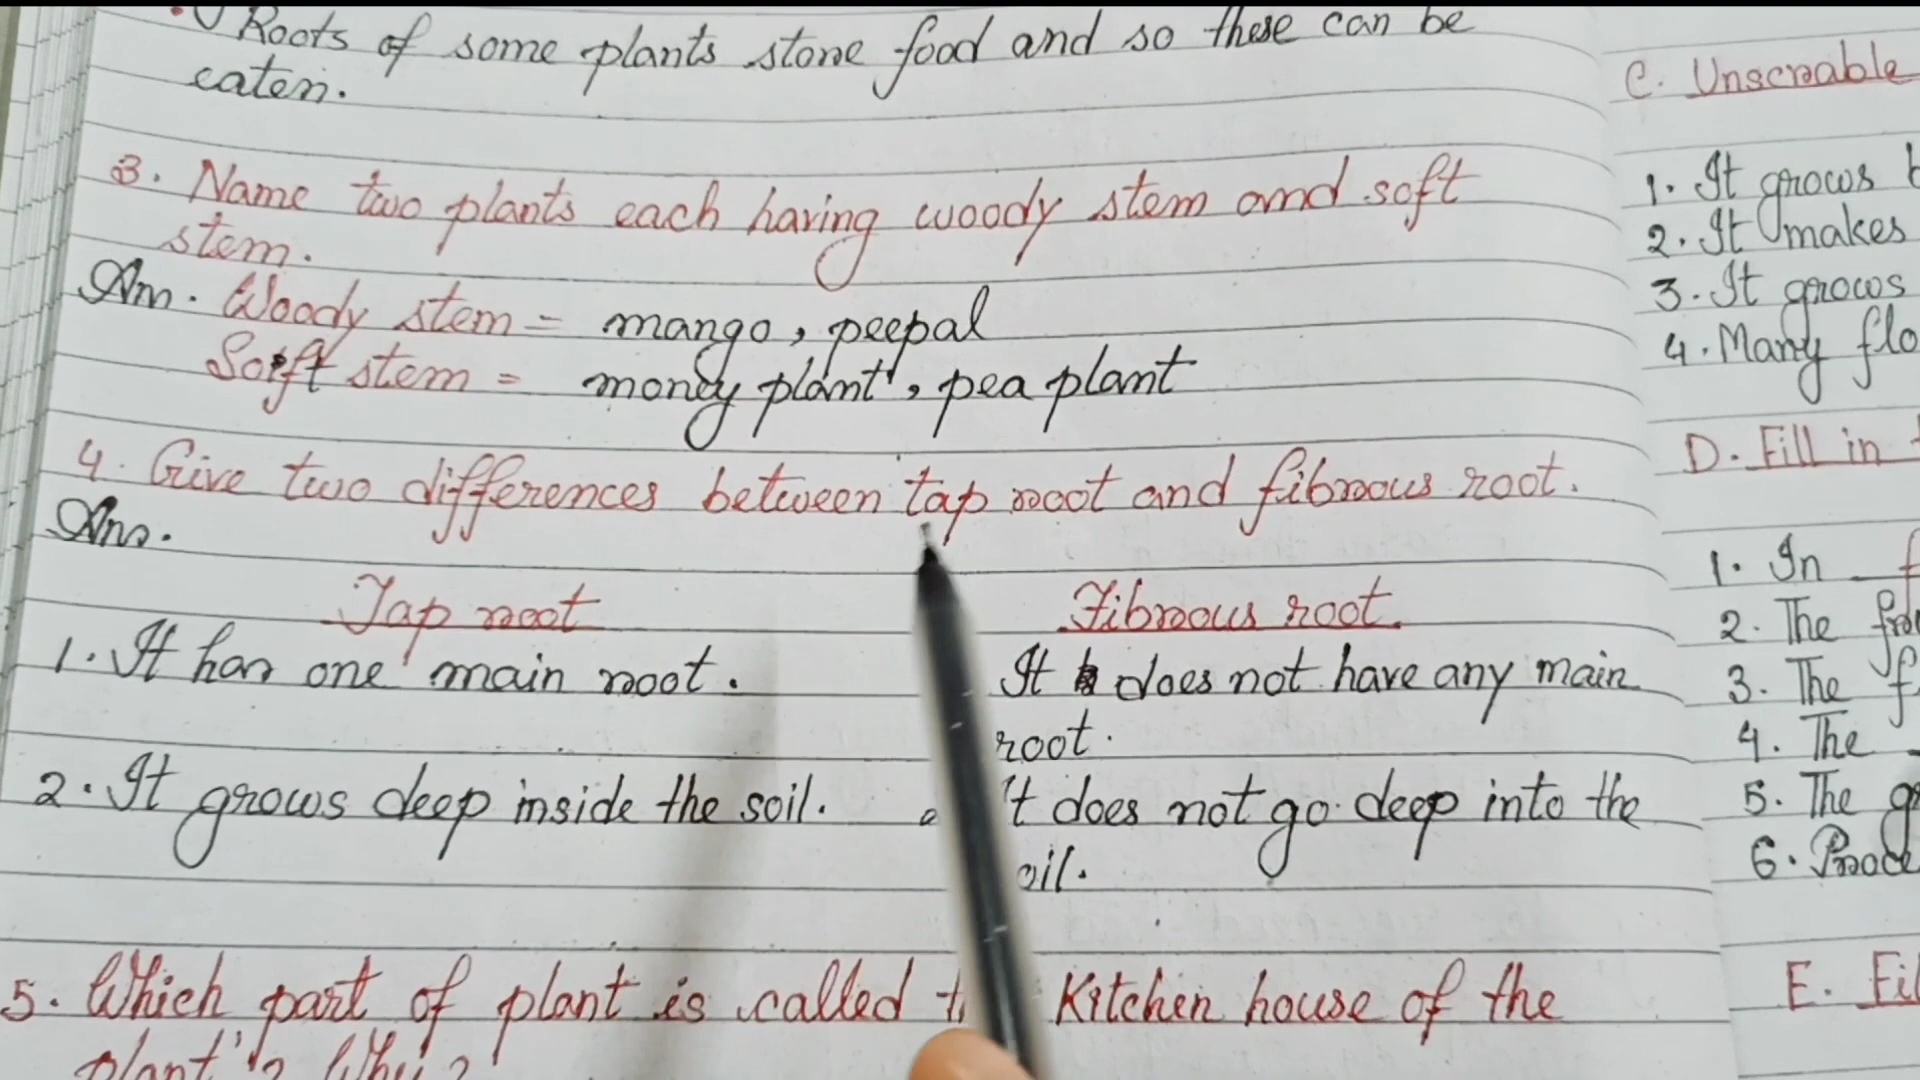 Roots of some plants store food and so these can be
eaten.
3. Name two plants each having woody stem and soft
stem.
Ans. Woody stem = mango, peepal
Soft stem = money plant, pea plant
4. Give two differences between tap root and fibrous root.
Ans.
Tap root Fibrous root.
1. It has one main root. It does not have any main
root.
2. It grows deep inside the soil. It does not go deep into the
oil.
5. Which part of plant is called Kitchen house of the
plant? Why?
C. Unscramble
1. It grows
2. It makes
3. It grows
4. Many flo
D. Fill in
1. In
2. The
3. The f
4. The
5. The
6.
E.